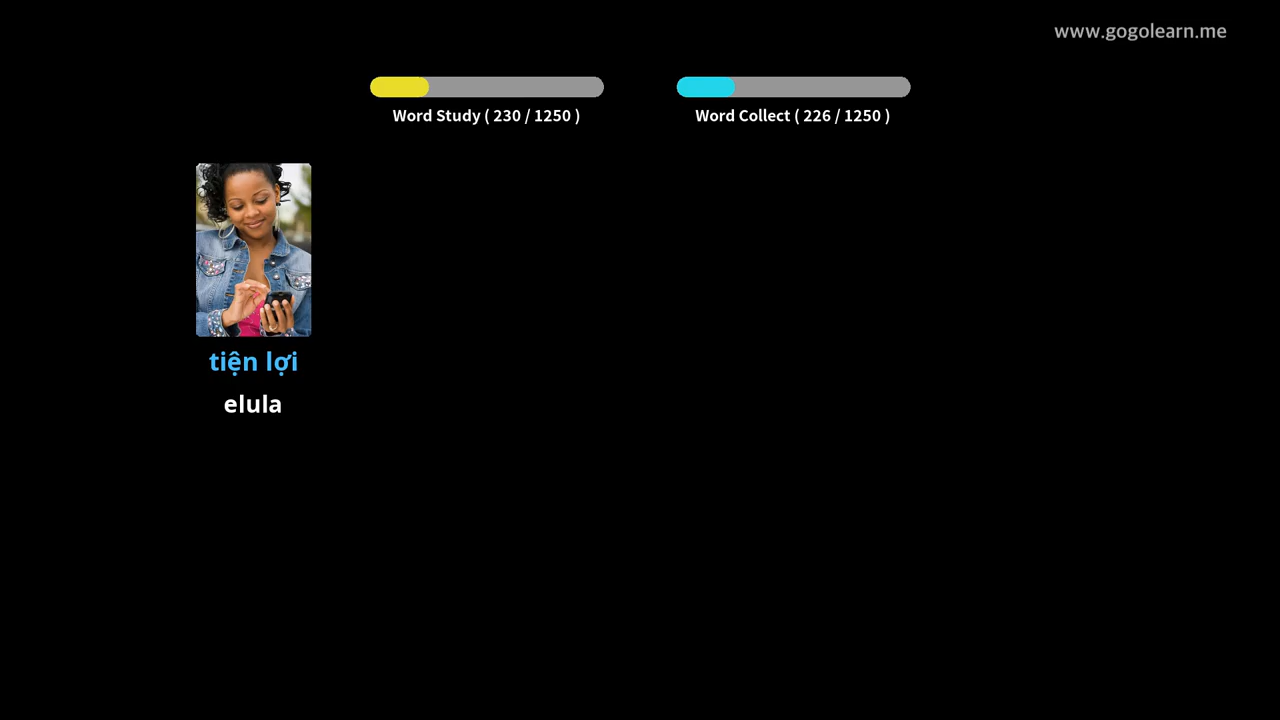 www.gogolearn.me
Word Study ( 230 / 1250 )
Word Collect ( 226 / 1250 )
tiện lợi
elula